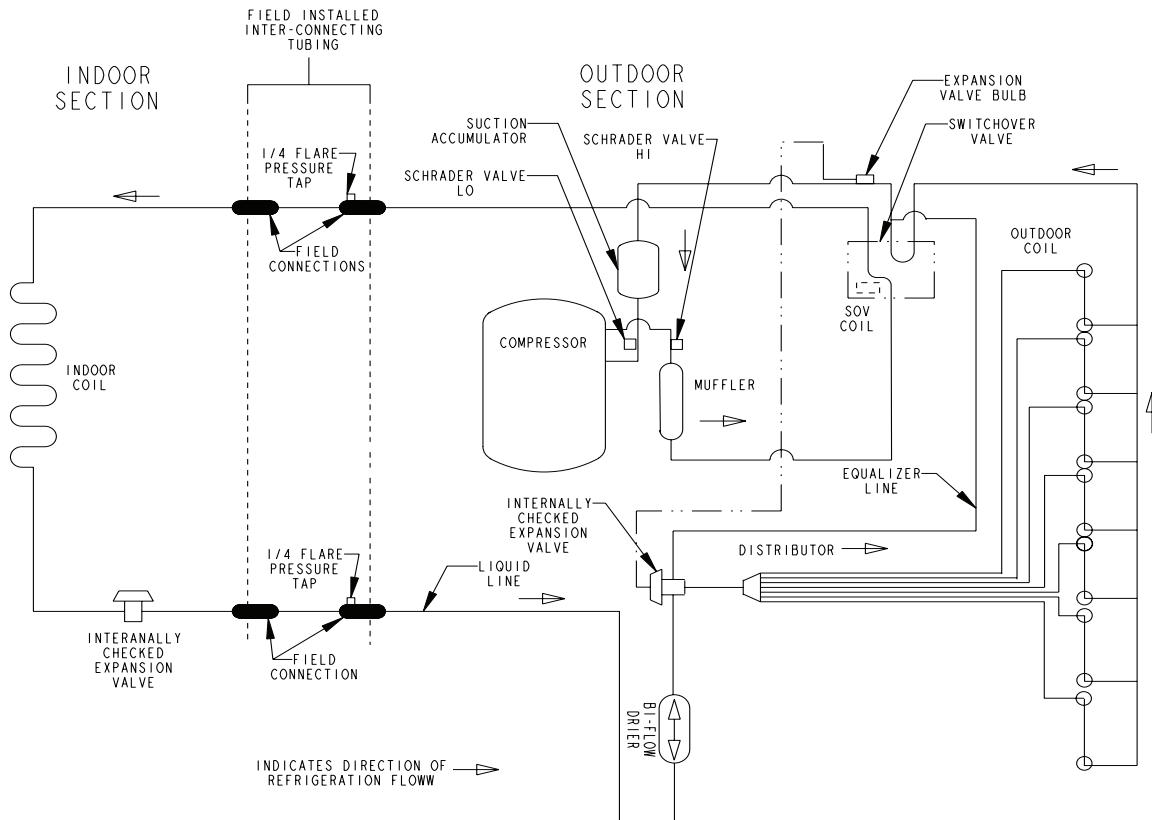 FIELD INSTALLED
INTER-CONNECTING
TUBING
INDOOR
SECTION
OUTDOOR
SECTION
EXPANSION
VALVE BULB
SUCTION
ACCUMULATOR
SCHRADER VALVE
HI
SWITCHOVER
VALVE
1/4 FLARE
PRESSURE
TAP
SCHRADER VALVE
LO
FIELD
CONNECTIONS
OUTDOOR
COIL
SOV
COIL
COMPRESSOR
INDOOR
COIL
MUFFLER
EQUALIZER
LINE
INTERNALLY
CHECKED
EXPANSION
VALVE
DISTRIBUTOR
1/4 FLARE
PRESSURE
TAP
LIQUID
LINE
INTERANALLY
CHECKED
EXPANSION
VALVE
FIELD
CONNECTION
BI-FLOW
DRIER
INDICATES DIRECTION OF
REFRIGERATION FLOWW